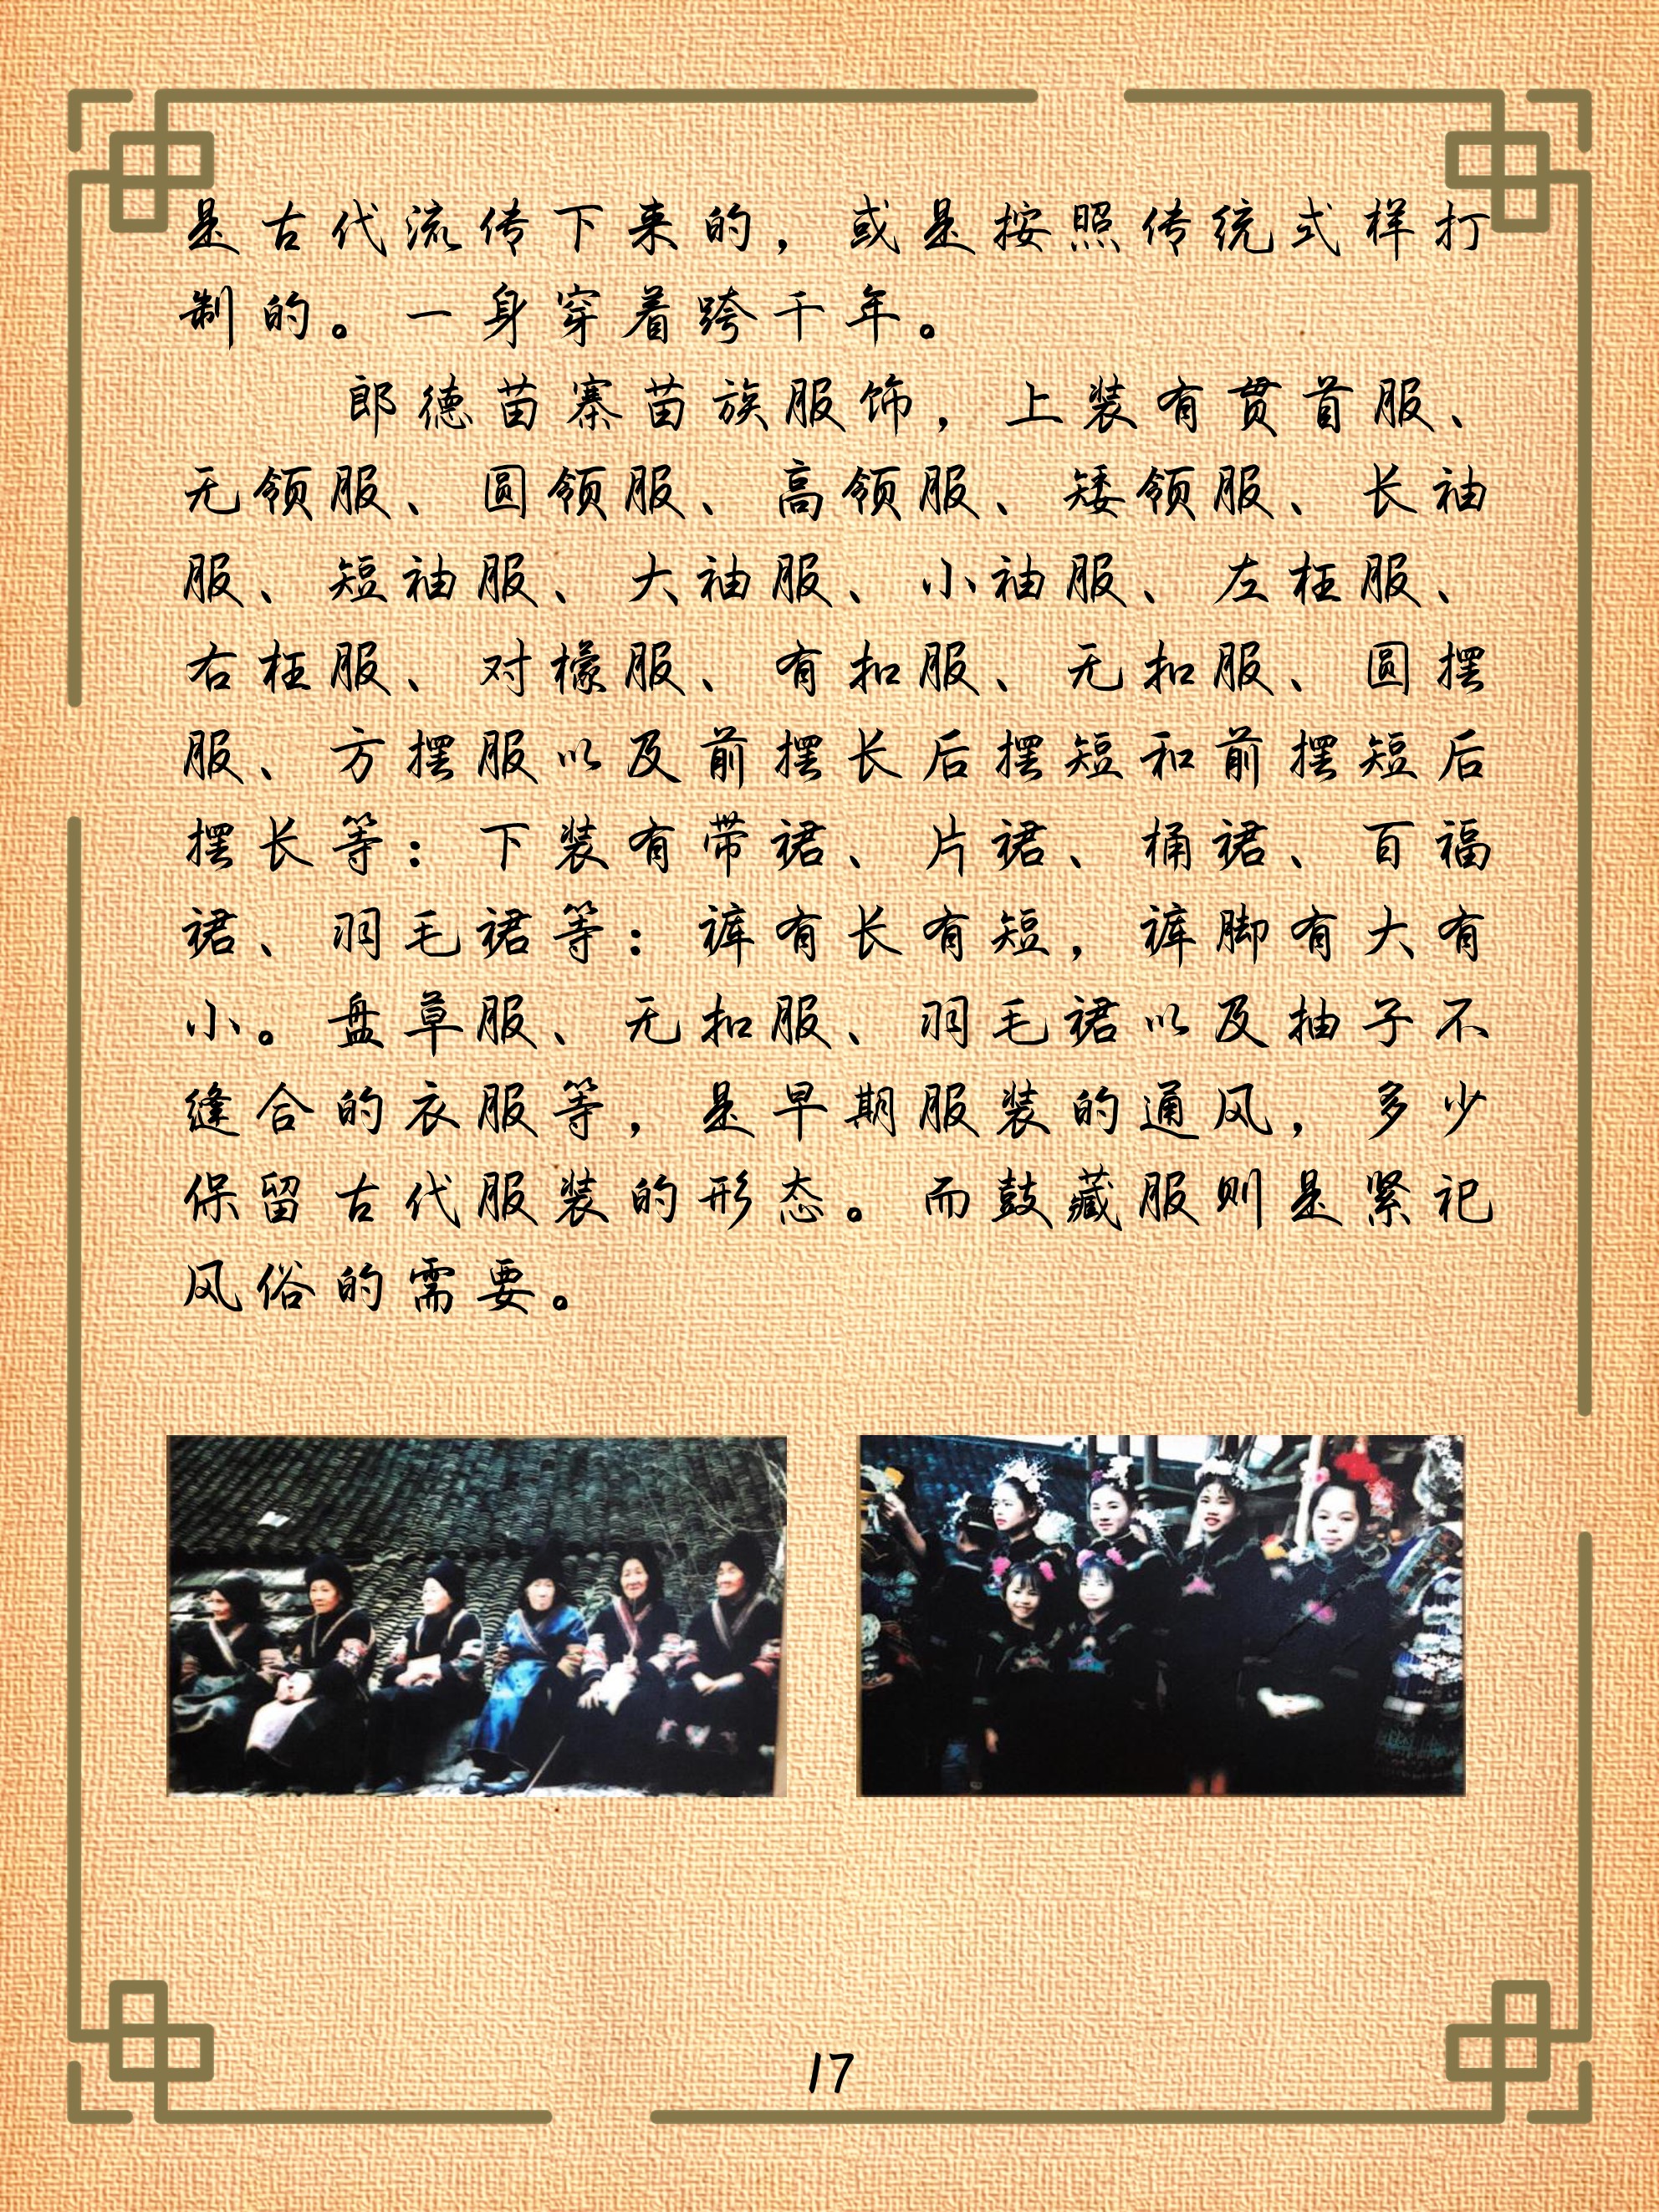 是古代流传下来的，或是按照传统式样打
制的。一身穿着跨千年。
郎德苗寨苗族服饰，上装有贯首服、
无领服、圆领服、高领服、矮领服、长袖
服、短袖服、大袖服、小袖服、左枉服、
右枉服、对檬服、有扣服、无扣服、圆摆
服、方摆服以及前摆长后摆短和前摆短后
摆长等：下装有带裙、片裙、桶裙、百福
裙、羽毛裙等：裤有长有短，裤脚有大有
小。盘草服、无扣服、羽毛裙以及抽子不
缝合的衣服等，是早期服装的通风，多少
保留古代服装的形态。而鼓藏服则是紧祀
风俗的需要。
17